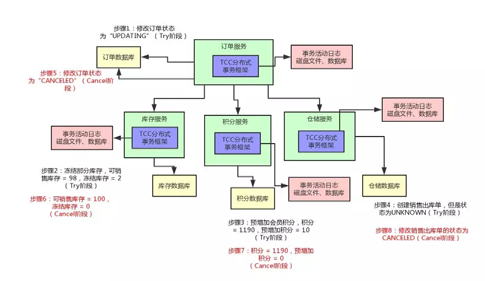 步骤1：修改订单状态
为“UPDATING”（Try阶段）
订单服务
TCC分布式
事务框架
事务活动日志
磁盘文件、数据库
订单数据库
步骤5：修改订单状态
为“CANCELED”（Cancel阶
段）
库存服务
TCC分布式
事务框架
积分服务
TCC分布式
事务框架
仓储服务
TCC分布式
事务框架
事务活动日志
磁盘文件、数据库
事务活动日志
磁盘文件、数据库
步骤2：冻结部分库存，可销
售库存 = 98，冻结库存 = 2
（Try阶段）
库存数据库
积分数据库
事务活动日志
磁盘文件、数据库
仓储数据库
步骤6：可销售库存 = 100，
冻结库存 = 0
（Cancel阶段）
步骤3：预增加会员积分，积分
= 1190，预增加积分 = 10
（Try阶段）
步骤7：积分 = 1190，预增加
积分 = 0
（Cancel阶段）
步骤4：创建销售出库单，但是状
态为UNKNOWN（Try阶段）
步骤8：修改销售出库单的状态为
CANCELED（Cancel阶段）